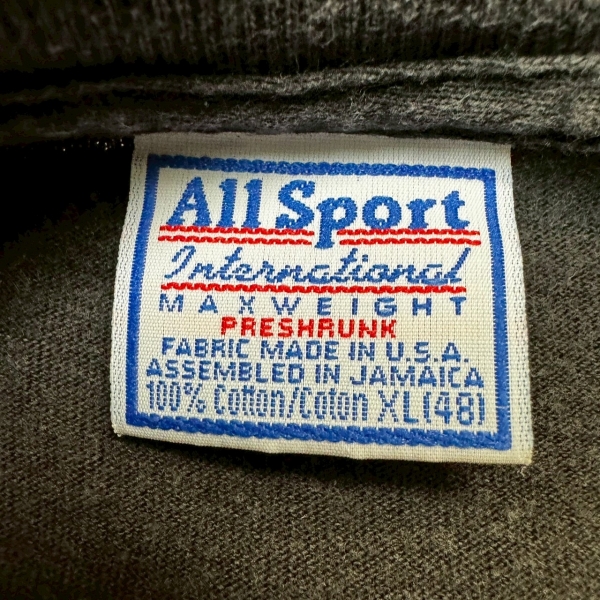 All Sport
International
MAXWEIGHT
PRESHRUNK
FABRIC MADE IN U.S.A.
ASSEMBLED IN JAMAICA
100% Cotton/Coton XL(48)